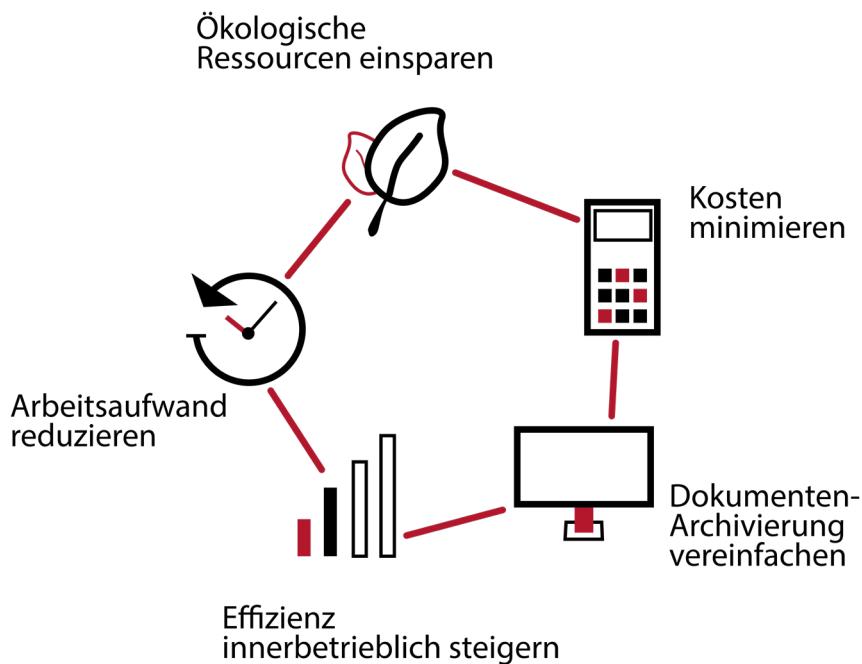 Ökologische
Ressourcen einsparen
Kosten
minimieren
Dokumenten-
Archivierung
vereinfachen
Effizienz
innerbetrieblich steigern
Arbeitsaufwand
reduzieren